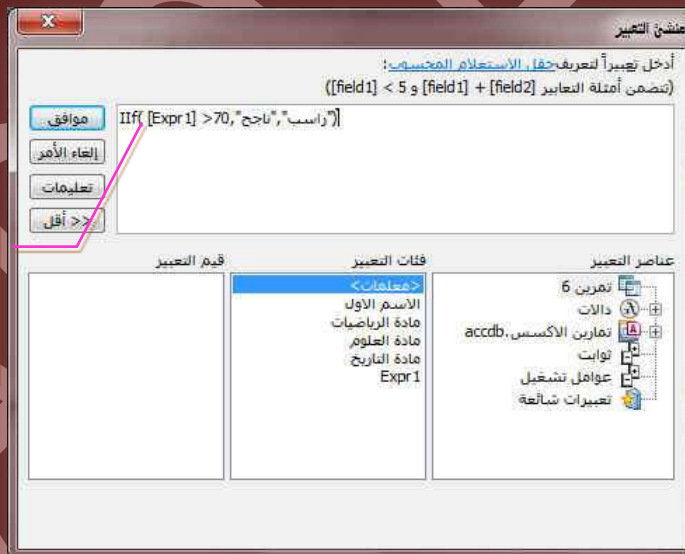 منشئ التعبير
أدخل تعبيراً لتعريف حقل الاستعلام المحسوب:
(تتضمن أمثلة التعابير [field1] + [field2] و [field1] < 5)
IIf( [Expr1] >70,"ناجح","راسب")
موافق
إلغاء الأمر
تعليمات
<< أقل
عناصر التعبير
تمرين 6
دالات
تمارين الاكسس.accdb
ثوابت
عوامل تشغيل
تعبيرات شائعة
فئات التعبير
<معلمات>
الاسم الاول
مادة الرياضيات
مادة العلوم
مادة التاريخ
Expr1
قيم التعبير